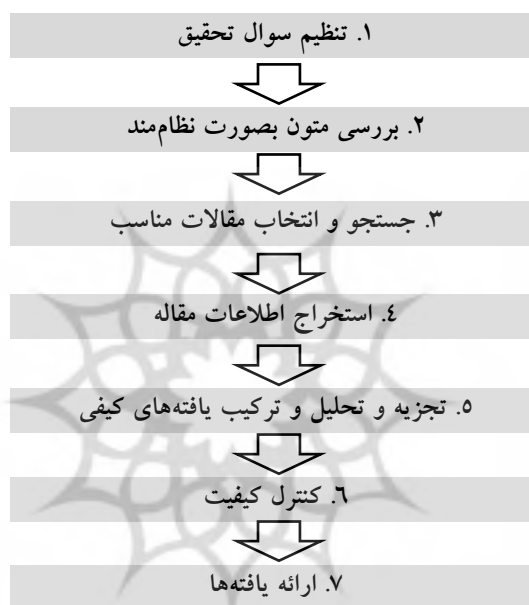 ۱. تنظیم سوال تحقیق
۲. بررسی متون بصورت نظام‌مند
۳. جستجو و انتخاب مقالات مناسب
٤. استخراج اطلاعات مقاله
٥. تجزیه و تحلیل و ترکیب یافته‌های کیفی
٦. کنترل کیفیت
۷. ارائه یافته‌ها